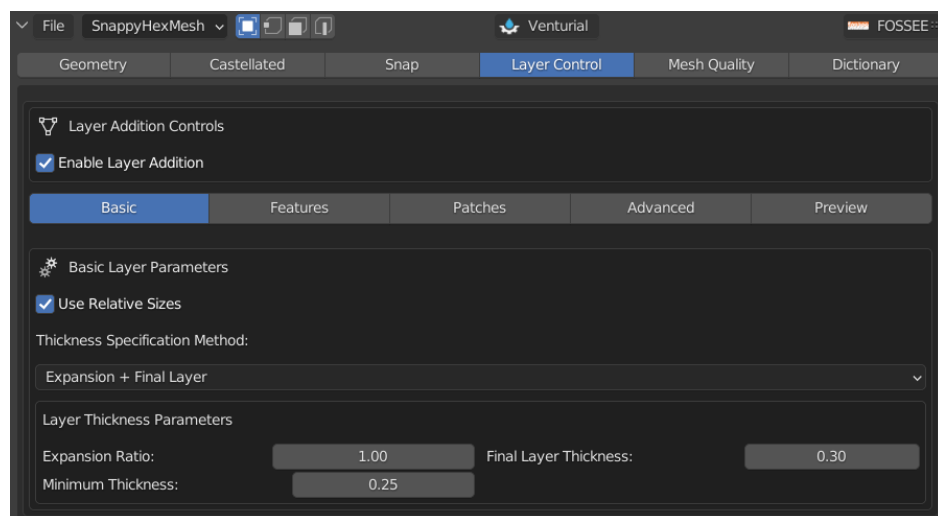 File SnappyHexMesh Venturial FOSSEE
Geometry Castellated Snap Layer Control Mesh Quality Dictionary
Layer Addition Controls
Enable Layer Addition
Basic Features Patches Advanced Preview
Basic Layer Parameters
Use Relative Sizes
Thickness Specification Method:
Expansion + Final Layer
Layer Thickness Parameters
Expansion Ratio: 1.00 Final Layer Thickness: 0.30
Minimum Thickness: 0.25